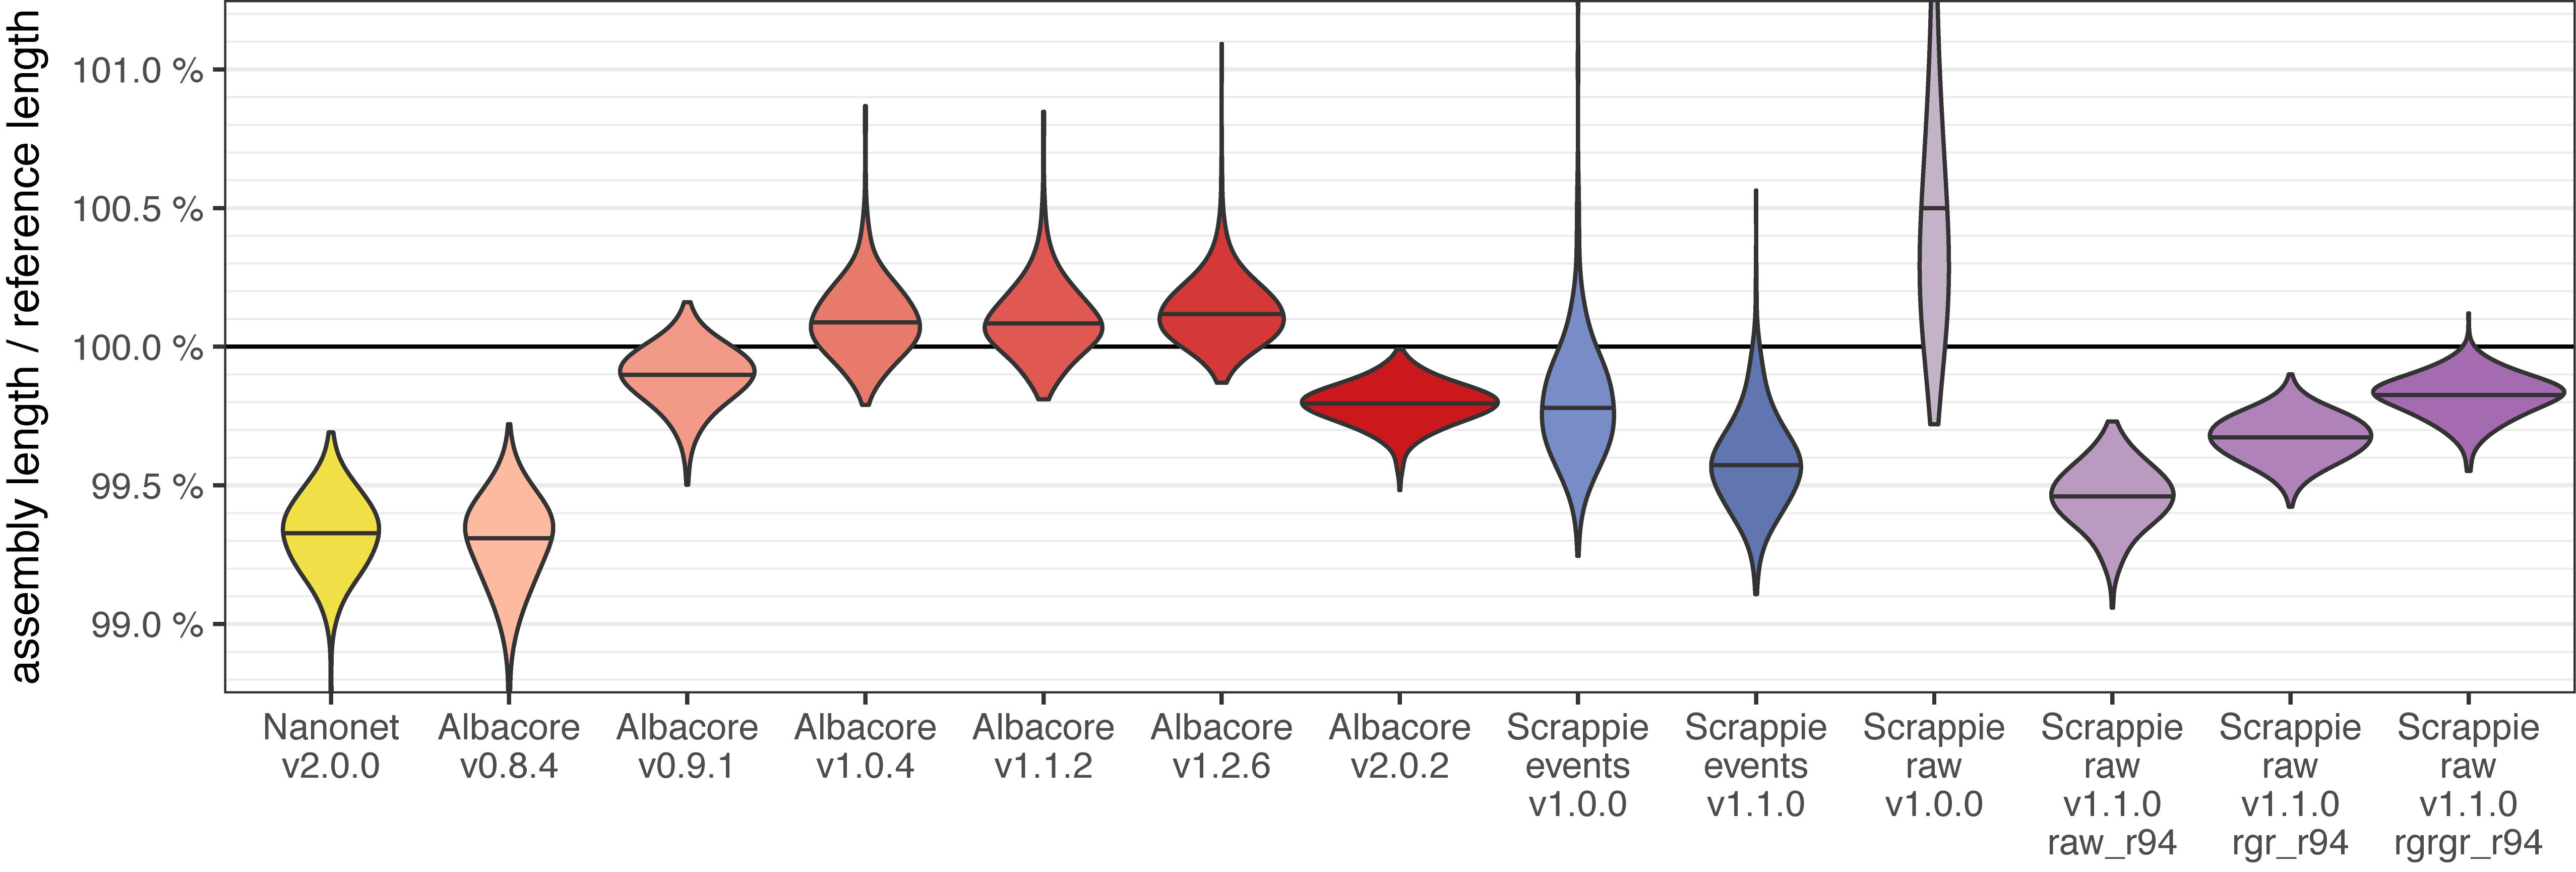 assembly length / reference length
101.0 %
100.5 %
100.0 %
99.5 %
99.0 %
Nanonet
v2.0.0
Albacore
v0.8.4
Albacore
v0.9.1
Albacore
v1.0.4
Albacore
v1.1.2
Albacore
v1.2.6
Albacore
v2.0.2
Scrappie
events
v1.0.0
Scrappie
events
v1.1.0
Scrappie
raw
v1.0.0
Scrappie
raw
v1.1.0
raw_r94
Scrappie
raw
v1.1.0
rgr_r94
Scrappie
raw
v1.1.0
rgrgr_r94